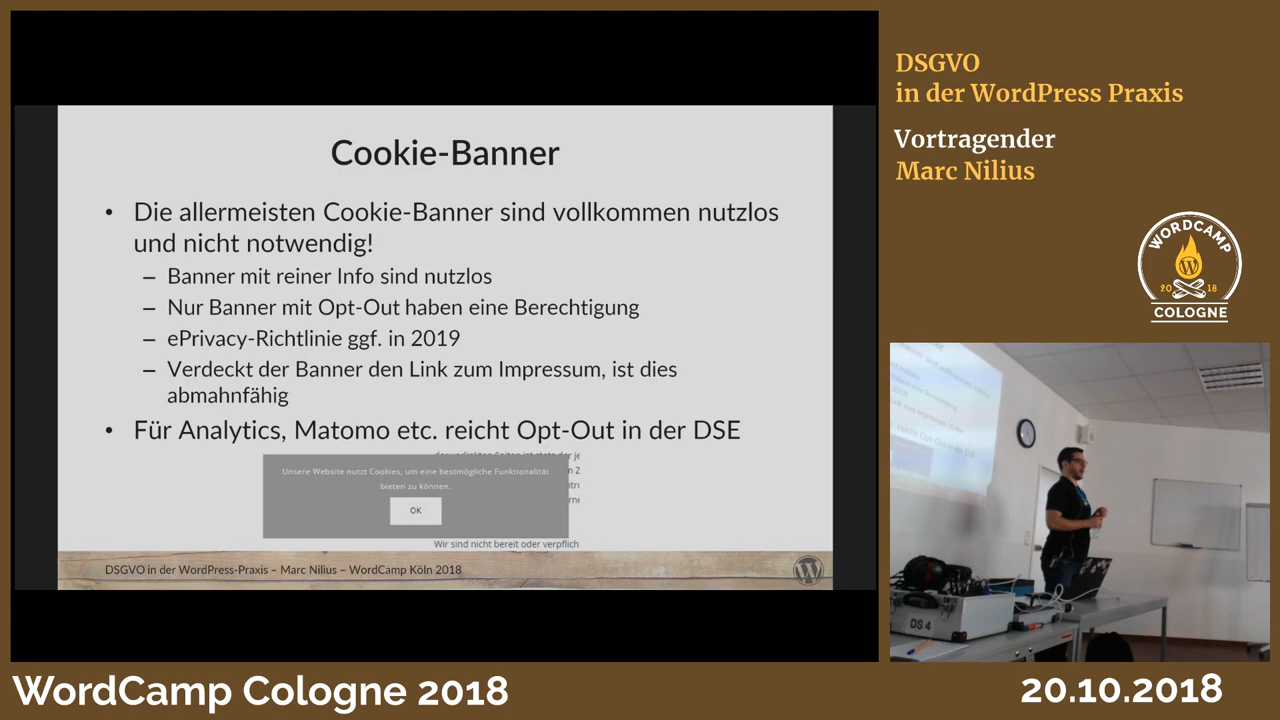 Cookie-Banner
• Die allermeisten Cookie-Banner sind vollkommen nutzlos
und nicht notwendig!
– Banner mit reiner Info sind nutzlos
– Nur Banner mit Opt-Out haben eine Berechtigung
– ePrivacy-Richtlinie ggf. in 2019
– Verdeckt der Banner den Link zum Impressum, ist dies
abmahnfähig
• Für Analytics, Matomo etc. reicht Opt-Out in der DSE
Unsere Website nutzt Cookies, um eine bestmögliche Funktionalität
bieten zu können.
OK
Wir sind nicht bereit oder verpflich
DSGVO in der WordPress-Praxis – Marc Nilius – WordCamp Köln 2018
DSGVO
in der WordPress Praxis
Vortragender
Marc Nilius
WORDCAMP
20 18
COLOGNE
DS 4
WordCamp Cologne 2018
20.10.2018